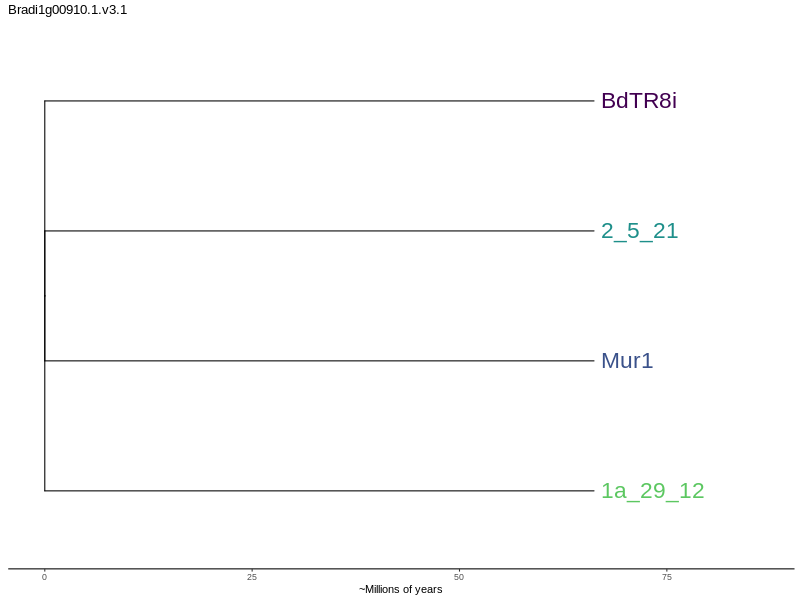 Bradi1g00910.1.v3.1
BdTR8i
2_5_21
Mur1
1a_29_12
0 25 50 75
~Millions of years